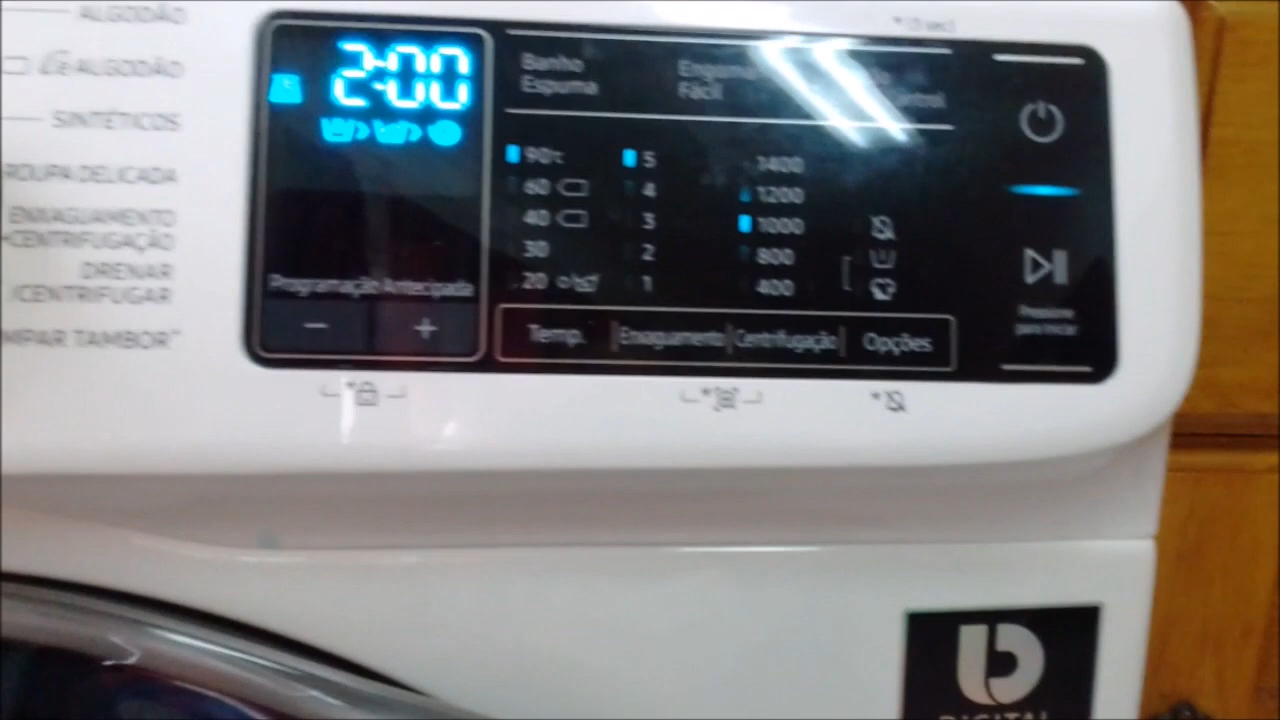 ALGODÃO
ALGODÃO
SINTÉTICOS
ROUPA DELICADA
ENXAGUAMENTO
+CENTRIFUGAÇÃO
DRENAR
/CENTRIFUGAR
MPAR TAMBOR*
2:00
Programação Antecipada
- +
Banho
Espuma
Engomar
Fácil
90℃ 5 1400
60 4 1200
40 3 1000
30 2 800
20 1 400
Temp. Enxaguamento Centrifugação Opções
Pressione
para Iniciar
DIGITAL